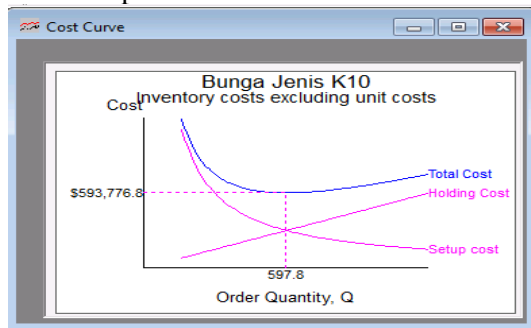 Cost Curve
Bunga Jenis K10
Inventory costs excluding unit costs
Cost
Total Cost
$593,776.8
Holding Cost
Setup cost
597.8
Order Quantity, Q